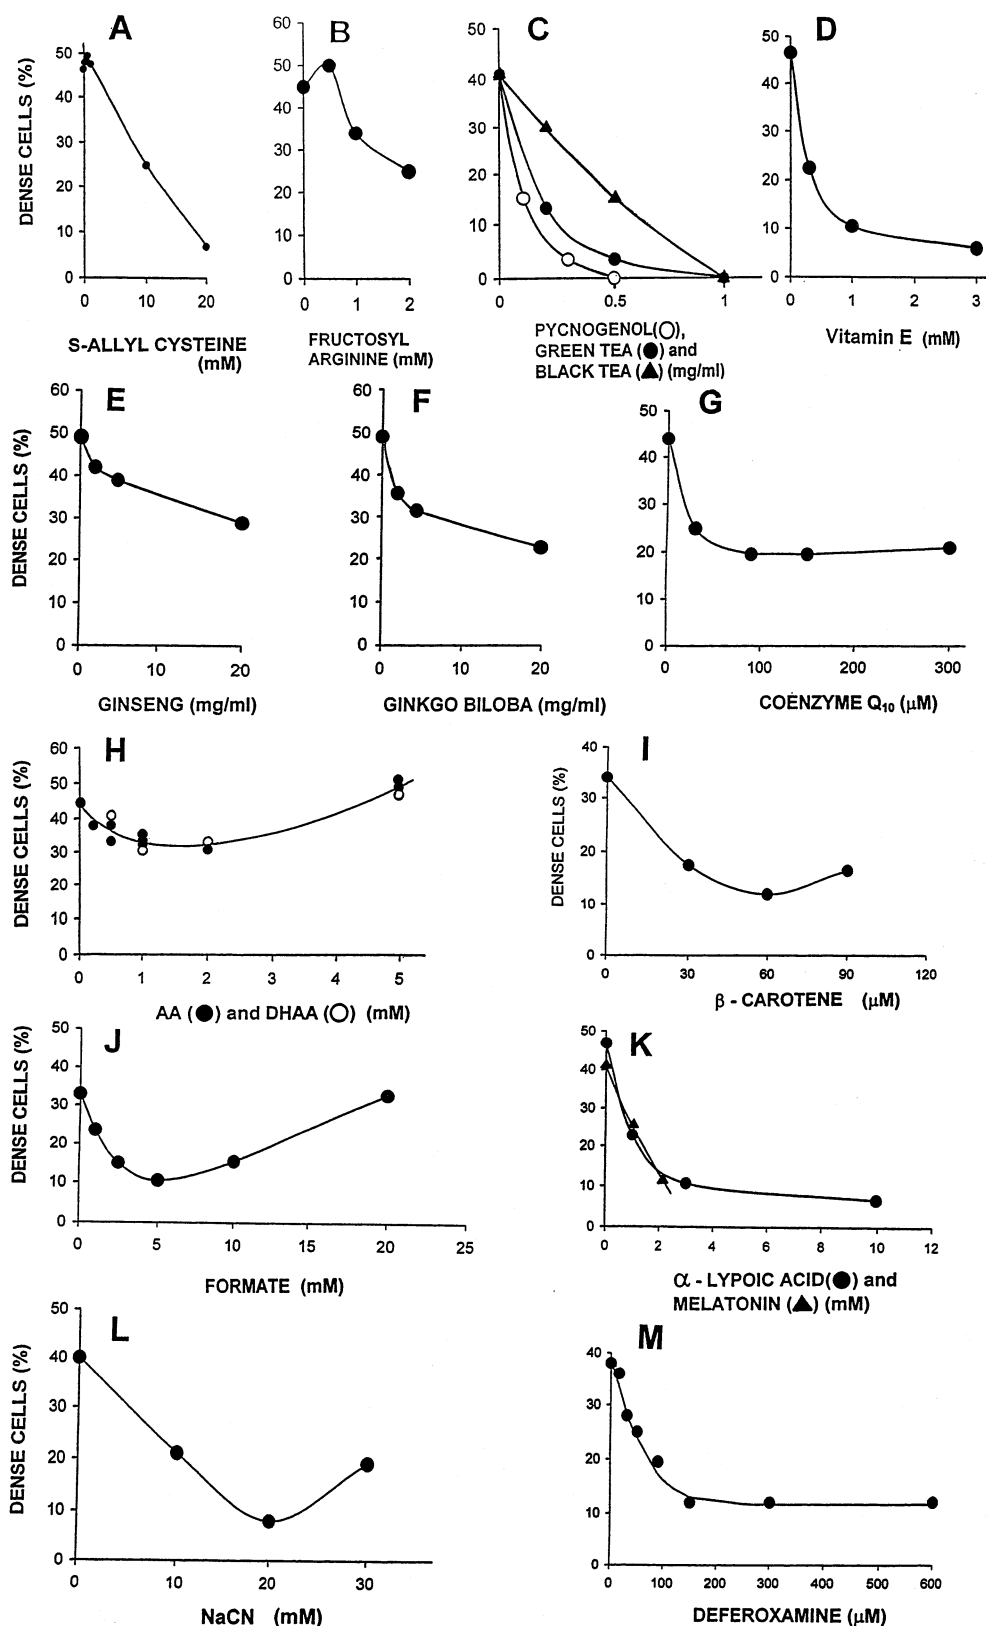 A
B
C
D
DENSE CELLS (%)
50
40
30
20
10
0
0 10 20
S-ALLYL CYSTEINE
(mM)
60
50
40
30
20
10
0
0 1 2
FRUCTOSYL
ARGININE (mM)
50
40
30
20
10
0
0 0.5 1
PYCNOGENOL(○),
GREEN TEA (●) and
BLACK TEA (▲) (mg/ml)
50
40
30
20
10
0
0 1 2 3
Vitamin E (mM)
E
F
G
DENSE CELLS (%)
60
50
40
30
20
10
0
0 10 20
GINSENG (mg/ml)
60
50
40
30
20
10
0
0 10 20
GINKGO BILOBA (mg/ml)
50
40
30
20
10
0
0 100 200 300
COENZYME Q₁₀ (μM)
H
I
DENSE CELLS (%)
60
50
40
30
20
10
0
0 1 2 3 4 5
AA (●) and DHAA (○) (mM)
DENSE CELLS (%)
40
30
20
10
0
0 30 60 90 120
β - CAROTENE (μM)
J
K
DENSE CELLS (%)
50
40
30
20
10
0
0 5 10 15 20 25
FORMATE (mM)
50
40
30
20
10
0
0 2 4 6 8 10 12
α - LYPOIC ACID(●) and
MELATONIN (▲) (mM)
L
M
DENSE CELLS (%)
50
40
30
20
10
0
0 10 20 30
NaCN (mM)
40
30
20
10
0
0 100 200 300 400 500 600
DEFEROXAMINE (μM)